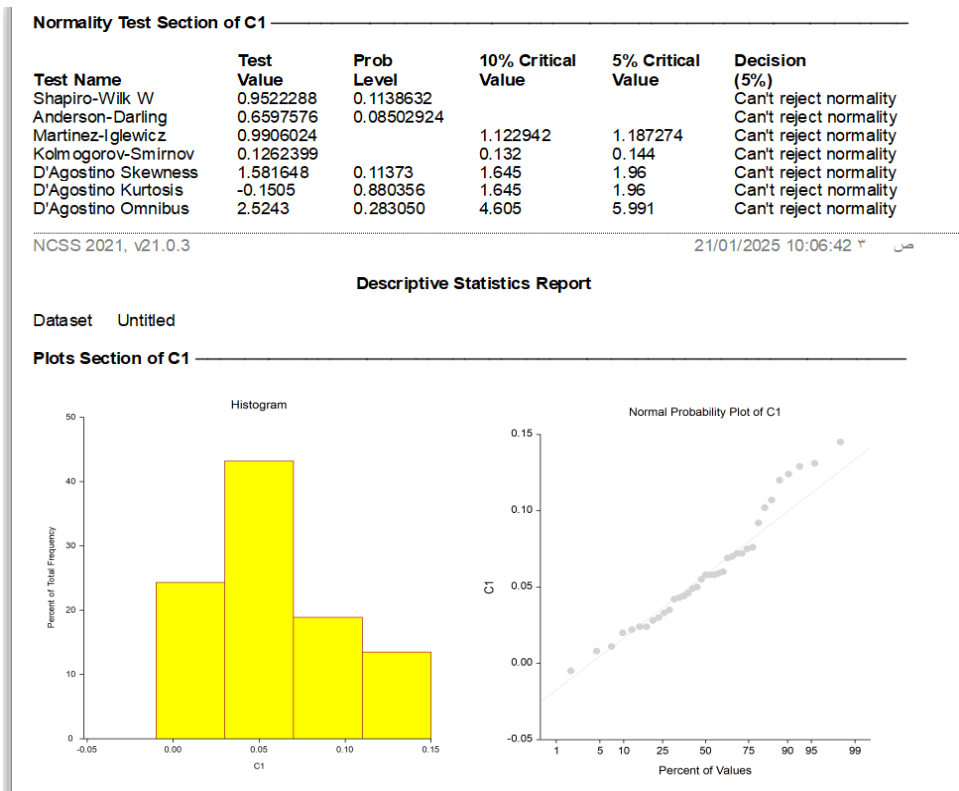 Normality Test Section of C1
Test Prob 10% Critical 5% Critical Decision
Test Name Value Level Value Value (5%)
Shapiro-Wilk W 0.9522288 0.1138632 Can't reject normality
Anderson-Darling 0.6597576 0.08502924 Can't reject normality
Martinez-Iglewicz 0.9906024 1.122942 1.187274 Can't reject normality
Kolmogorov-Smirnov 0.1262399 0.132 0.144 Can't reject normality
D'Agostino Skewness 1.581648 0.11373 1.645 1.96 Can't reject normality
D'Agostino Kurtosis -0.1505 0.880356 1.645 1.96 Can't reject normality
D'Agostino Omnibus 2.5243 0.283050 4.605 5.991 Can't reject normality
NCSS 2021, v21.0.3 21/01/2025 10:06:42 ٣ ص
Descriptive Statistics Report
Dataset Untitled
Plots Section of C1
Histogram
50
40
30
20
10
0
Percent of Total Frequency
-0.05 0.00 0.05 0.10 0.15
C1
Normal Probability Plot of C1
0.15
0.10
0.05
0.00
-0.05
C1
1 5 10 25 50 75 90 95 99
Percent of Values